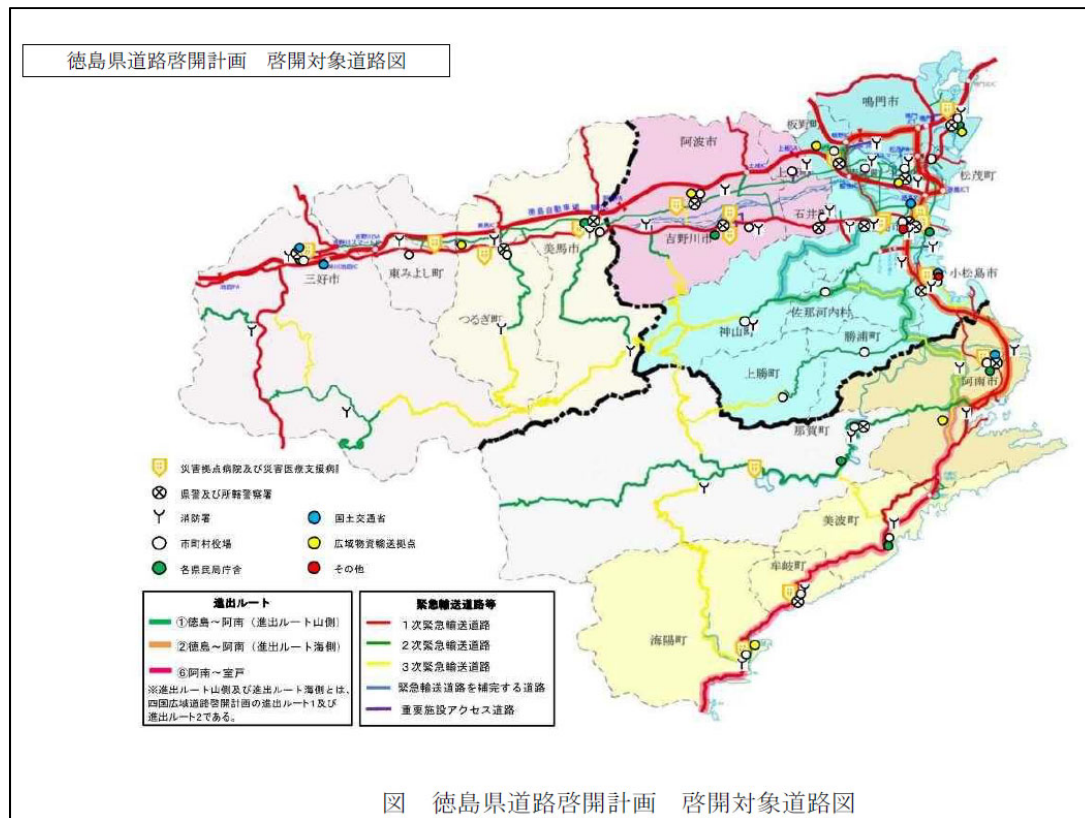 徳島県道路啓開計画　啓開対象道路図
鳴門市
板野町
阿波市
松茂町
徳島自動車道
石井町
吉野川市
美馬市
三好市
東みよし町
小松島市
つるぎ町
佐那河内村
神山町
勝浦町
上勝町
阿南市
那賀町
美波町
牟岐町
海陽町
災害拠点病院及び災害医療支援病院
県警及び所轄警察署
消防署
国土交通省
市町村役場
広域物資輸送拠点
各県民局庁舎
その他
進出ルート
①徳島～阿南（進出ルート山側）
②徳島～阿南（進出ルート海側）
⑥阿南～室戸
※進出ルート山側及び進出ルート海側とは、
四国広域道路啓開計画の進出ルート1及び
進出ルート2である。
緊急輸送道路等
1次緊急輸送道路
2次緊急輸送道路
3次緊急輸送道路
緊急輸送道路を補完する道路
重要施設アクセス道路
図　徳島県道路啓開計画　啓開対象道路図